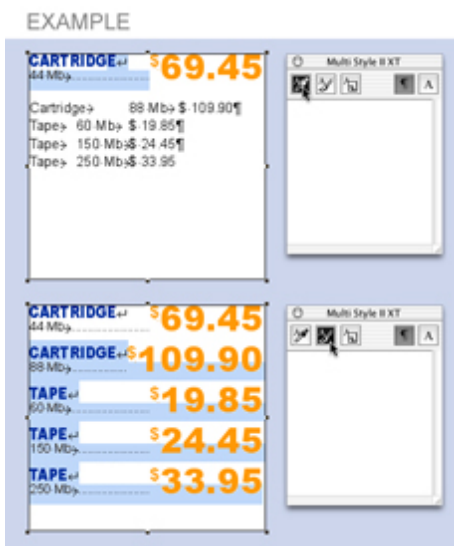 EXAMPLE
CARTRIDGE↵ $69.45
44·Mb→
Cartridge→ 88·Mb→ $·109.90¶
Tape→ 60·Mb→ $·19.85¶
Tape→ 150·Mb→ $·24.45¶
Tape→ 250·Mb→ $·33.95
Multi Style II XT
¶ A
CARTRIDGE↵ $69.45
44·Mb→
CARTRIDGE↵ $109.90
88·Mb→
TAPE↵ $19.85
60·Mb→
TAPE↵ $24.45
150·Mb→
TAPE↵ $33.95
250·Mb→
Multi Style II XT
¶ A